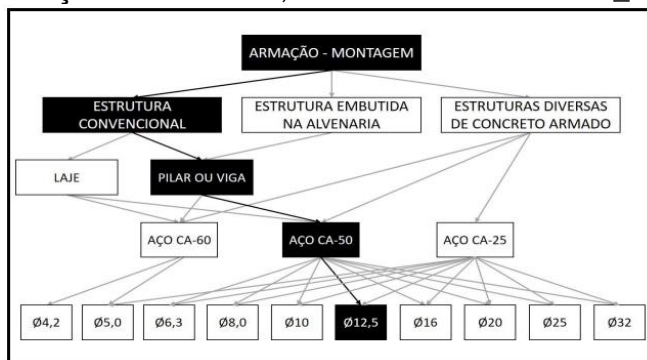 ARMAÇÃO - MONTAGEM
ESTRUTURA
CONVENCIONAL
ESTRUTURA EMBUTIDA
NA ALVENARIA
ESTRUTURAS DIVERSAS
DE CONCRETO ARMADO
LAJE
PILAR OU VIGA
AÇO CA-60
AÇO CA-50
AÇO CA-25
Ø4,2
Ø5,0
Ø6,3
Ø8,0
Ø10
Ø12,5
Ø16
Ø20
Ø25
Ø32